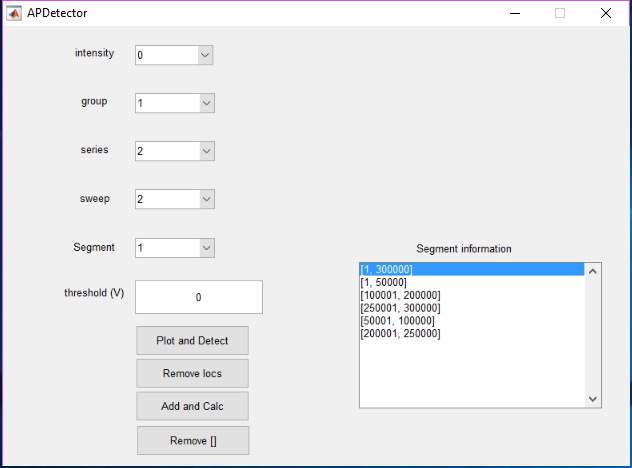 APDetector
intensity 0
group 1
series 2
sweep 2
Segment 1
threshold (V) 0
Plot and Detect
Remove locs
Add and Calc
Remove []
Segment information
[1, 300000]
[1, 50000]
[100001, 200000]
[250001, 300000]
[50001, 100000]
[200001, 250000]